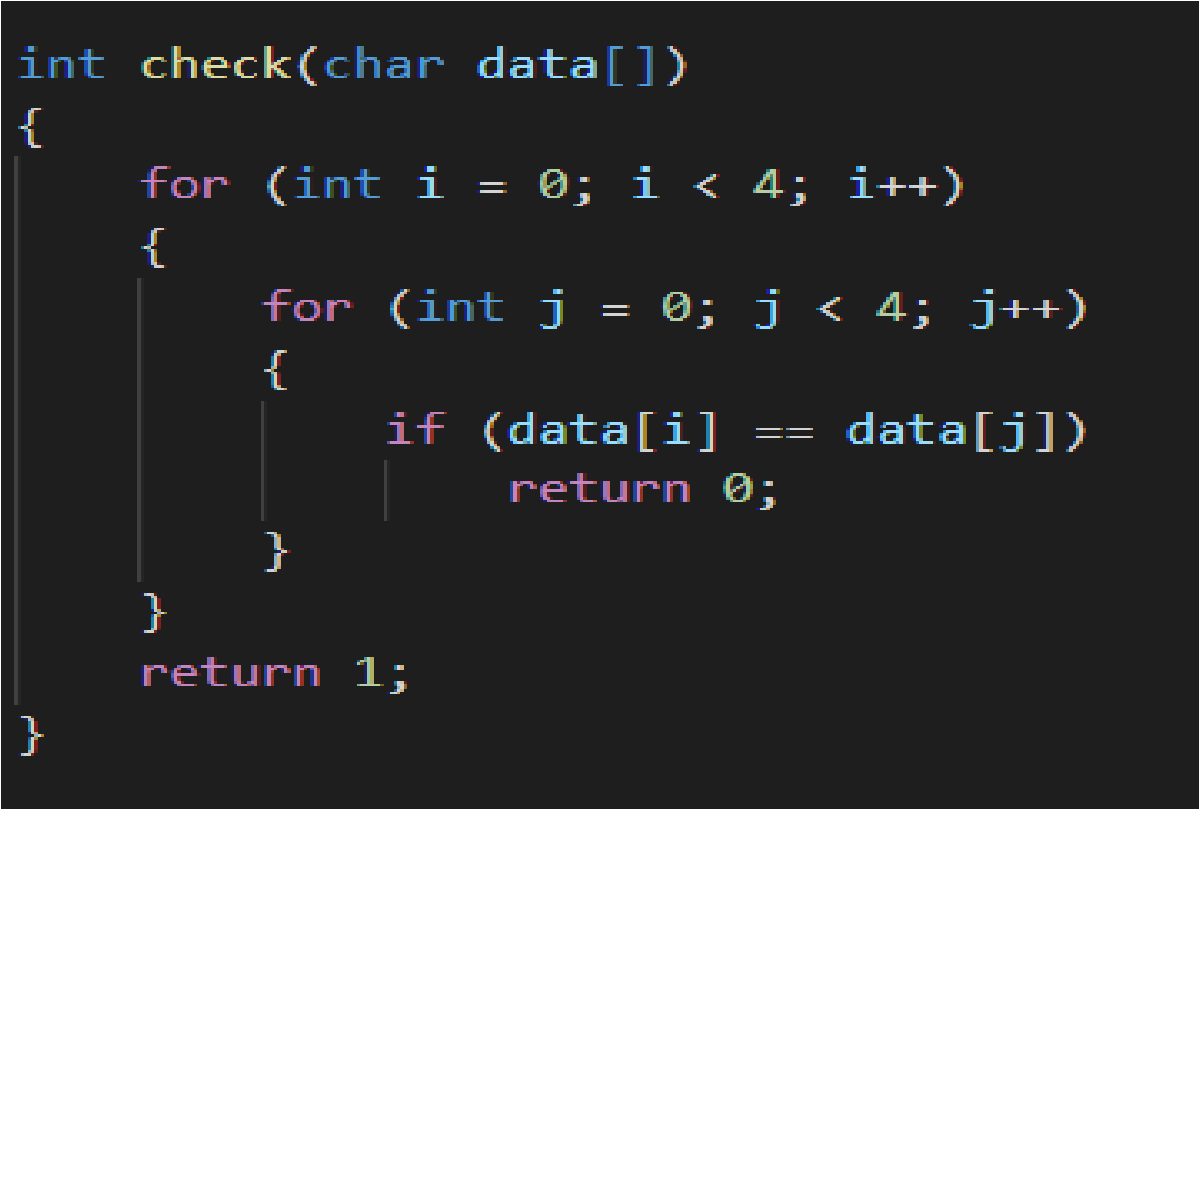 int check(char data[])
{
    for (int i = 0; i < 4; i++)
    {
        for (int j = 0; j < 4; j++)
        {
            if (data[i] == data[j])
                return 0;
        }
    }
    return 1;
}